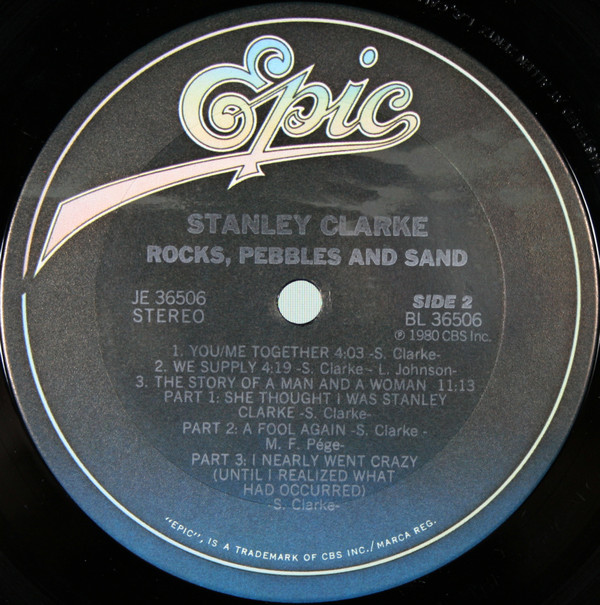 Epic
STANLEY CLARKE
ROCKS, PEBBLES AND SAND
JE 36506
STEREO
SIDE 2
BL 36506
℗ 1980 CBS Inc.
1. YOU/ME TOGETHER 4:03 -S. Clarke-
2. WE SUPPLY 4:19 -S. Clarke - L. Johnson-
3. THE STORY OF A MAN AND A WOMAN 11:13
PART 1: SHE THOUGHT I WAS STANLEY
CLARKE -S. Clarke-
PART 2: A FOOL AGAIN -S. Clarke -
M. F. Pége-
PART 3: I NEARLY WENT CRAZY
(UNTIL I REALIZED WHAT
HAD OCCURRED)
-S. Clarke-
"EPIC", IS A TRADEMARK OF CBS INC./MARCA REG.